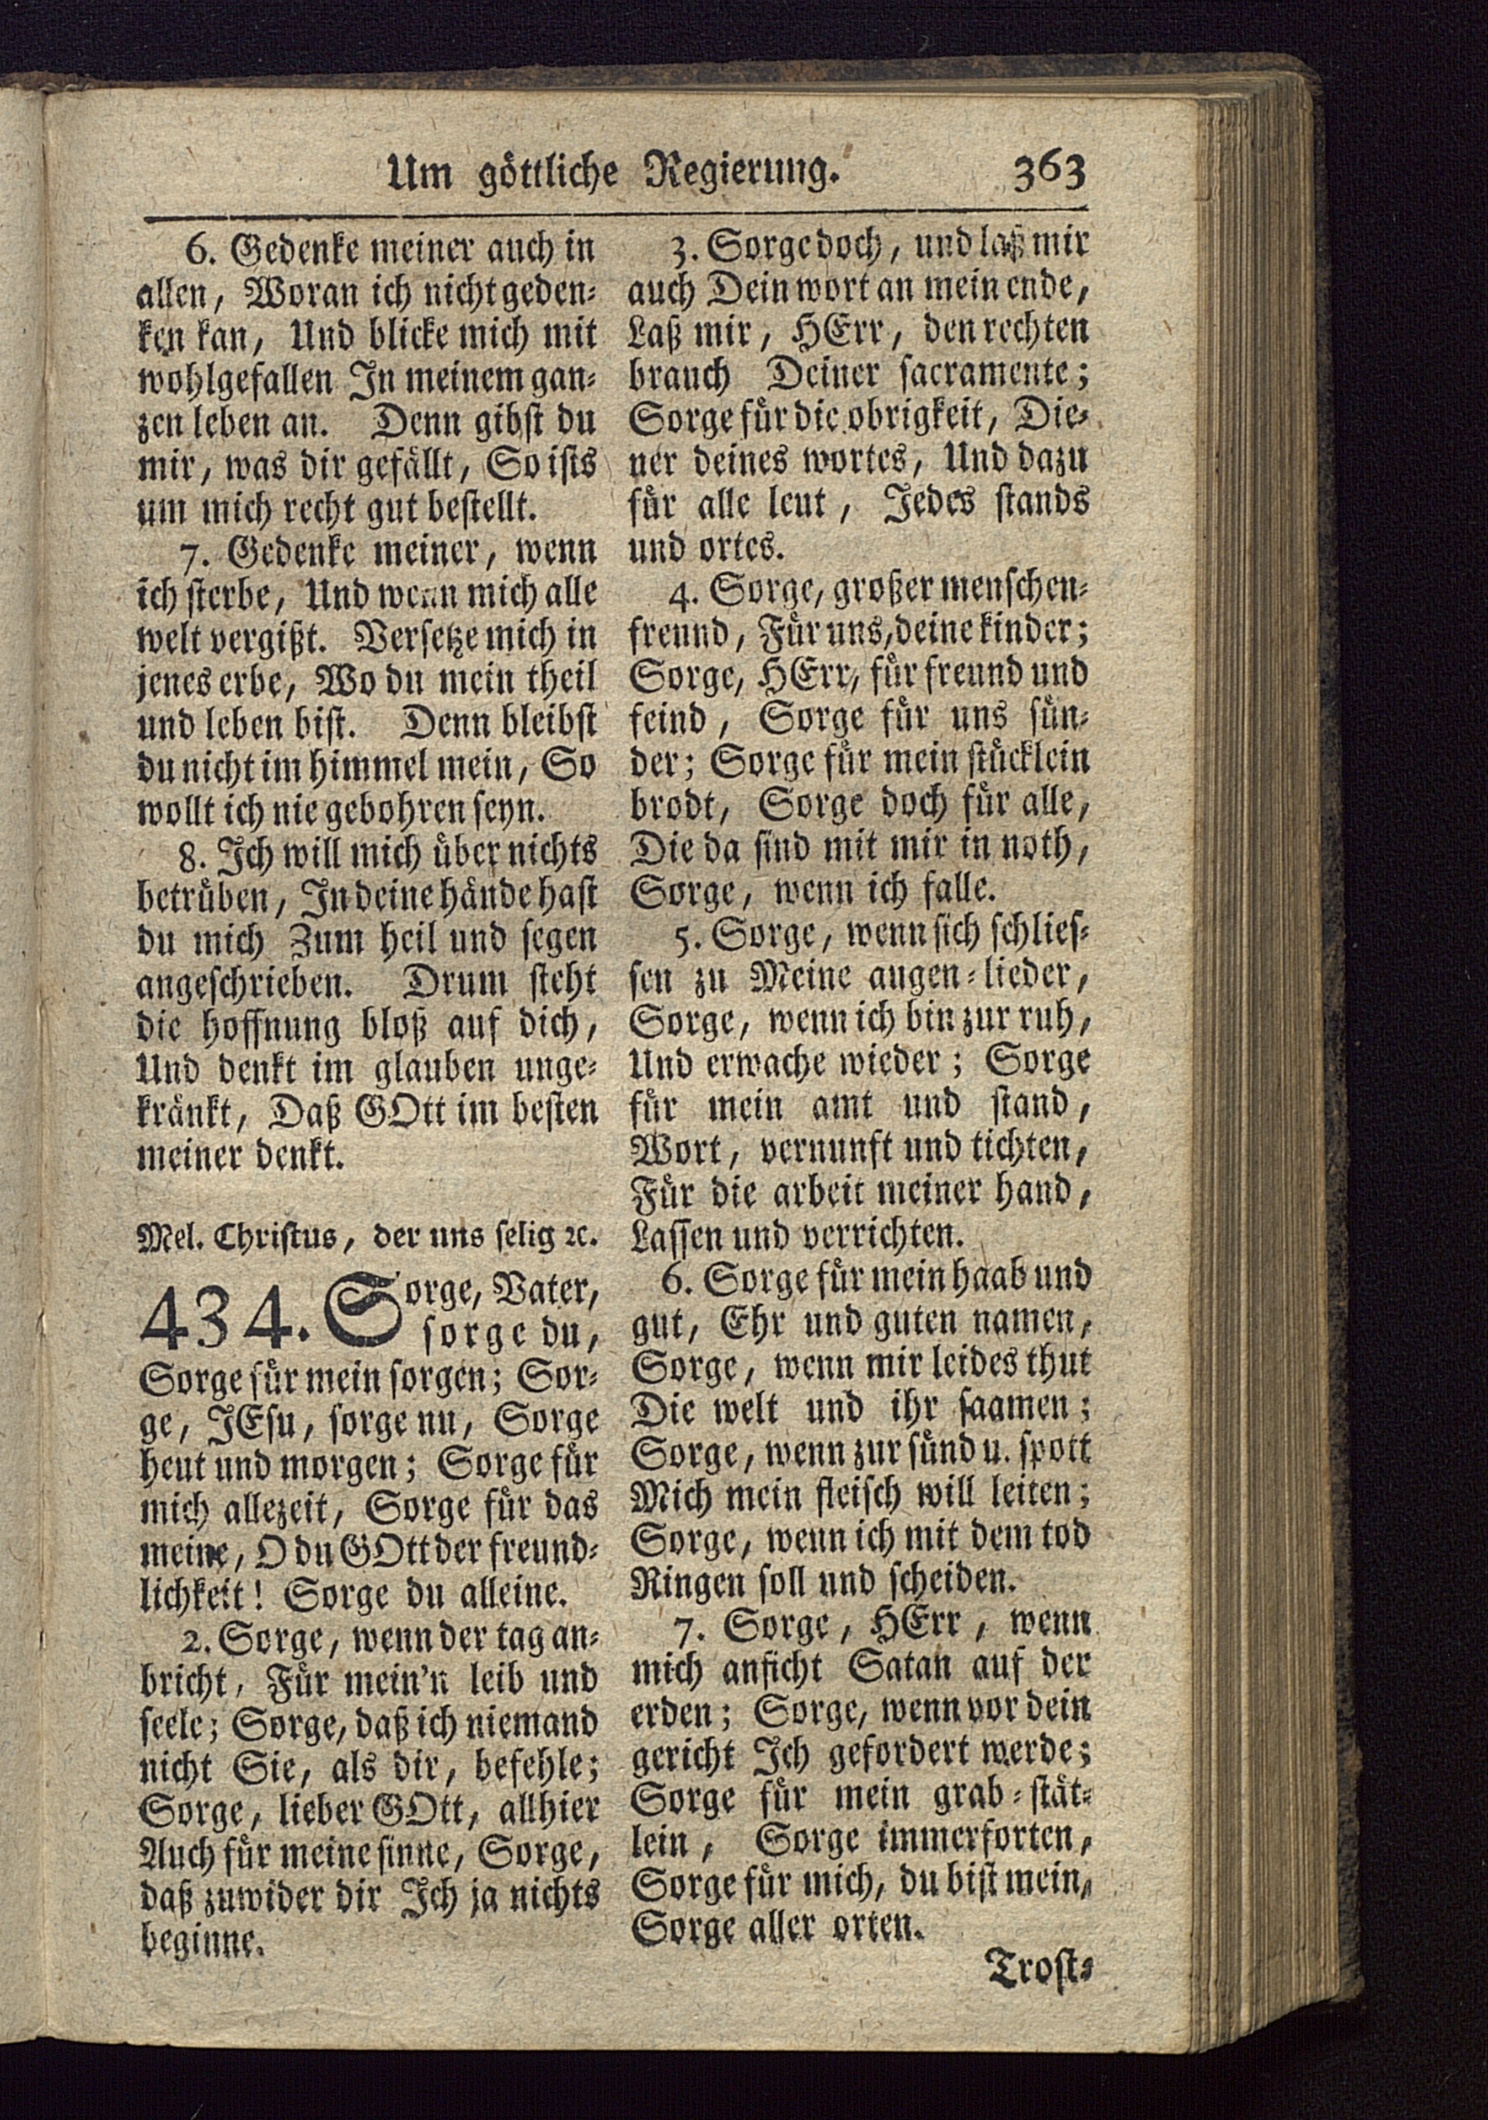 Um göttliche Regierung. 363
6. Gedenke meiner auch in
allen, Woran ich nicht geden-
ken kan, Und blicke mich mit
wohlgefallen In meinem gan-
zen leben an. Denn gibst du
mir, was dir gefällt, So ists
um mich recht gut bestellt.
7. Gedenke meiner, wenn
ich sterbe, Und wenn mich alle
welt vergißt. Versetze mich in
jenes erbe, Wo du mein theil
und leben bist. Denn bleibst
du nicht im himmel mein, So
wollt ich nie gebohren seyn.
8. Ich will mich über nichts
betrüben, In deine hände hast
du mich Zum heil und segen
angeschrieben. Drum steht
die hoffnung bloß auf dich,
Und denkt im glauben unge-
kränkt, Daß GOtt im besten
meiner denkt.
Mel. Christus, der uns selig ꝛc.
434. Sorge, Vater,
sorge du,
Sorge für mein sorgen; Sor-
ge, JEsu, sorge nu, Sorge
heut und morgen; Sorge für
mich allezeit, Sorge für das
meine, O du GOtt der freund-
lichkeit! Sorge du alleine.
2. Sorge, wenn der tag an-
bricht, Für mein'n leib und
seele; Sorge, daß ich niemand
nicht Sie, als dir, befehle;
Sorge, lieber GOtt, allhier
Auch für meine sinne, Sorge,
daß zuwider dir Ich ja nichts
beginne.
3. Sorge doch, und laß mir
auch Dein wort an mein ende,
Laß mir, HErr, den rechten
brauch Deiner sacramente;
Sorge für die obrigkeit, Die-
ner deines wortes, Und dazu
für alle leut, Jedes stands
und ortes.
4. Sorge, großer menschen-
freund, Für uns, deine kinder;
Sorge, HErr, für freund und
feind, Sorge für uns sün-
der; Sorge für mein stücklein
brodt, Sorge doch für alle,
Die da sind mit mir in noth,
Sorge, wenn ich falle.
5. Sorge, wenn sich schlies-
sen zu Meine augen-lieder,
Sorge, wenn ich bin zur ruh,
Und erwache wieder; Sorge
für mein amt und stand,
Wort, vernunft und tichten,
Für die arbeit meiner hand,
Lassen und verrichten.
6. Sorge für mein haab und
gut, Ehr und guten namen,
Sorge, wenn mir leides thut
Die welt und ihr saamen;
Sorge, wenn zur sünd u. spott
Mich mein fleisch will leiten;
Sorge, wenn ich mit dem tod
Ringen soll und scheiden.
7. Sorge, HErr, wenn
mich anficht Satan auf der
erden; Sorge, wenn vor dein
gericht Ich gefordert werde;
Sorge für mein grab-stät-
lein, Sorge immerforten,
Sorge für mich, du bist mein,
Sorge aller orten.
Trost-